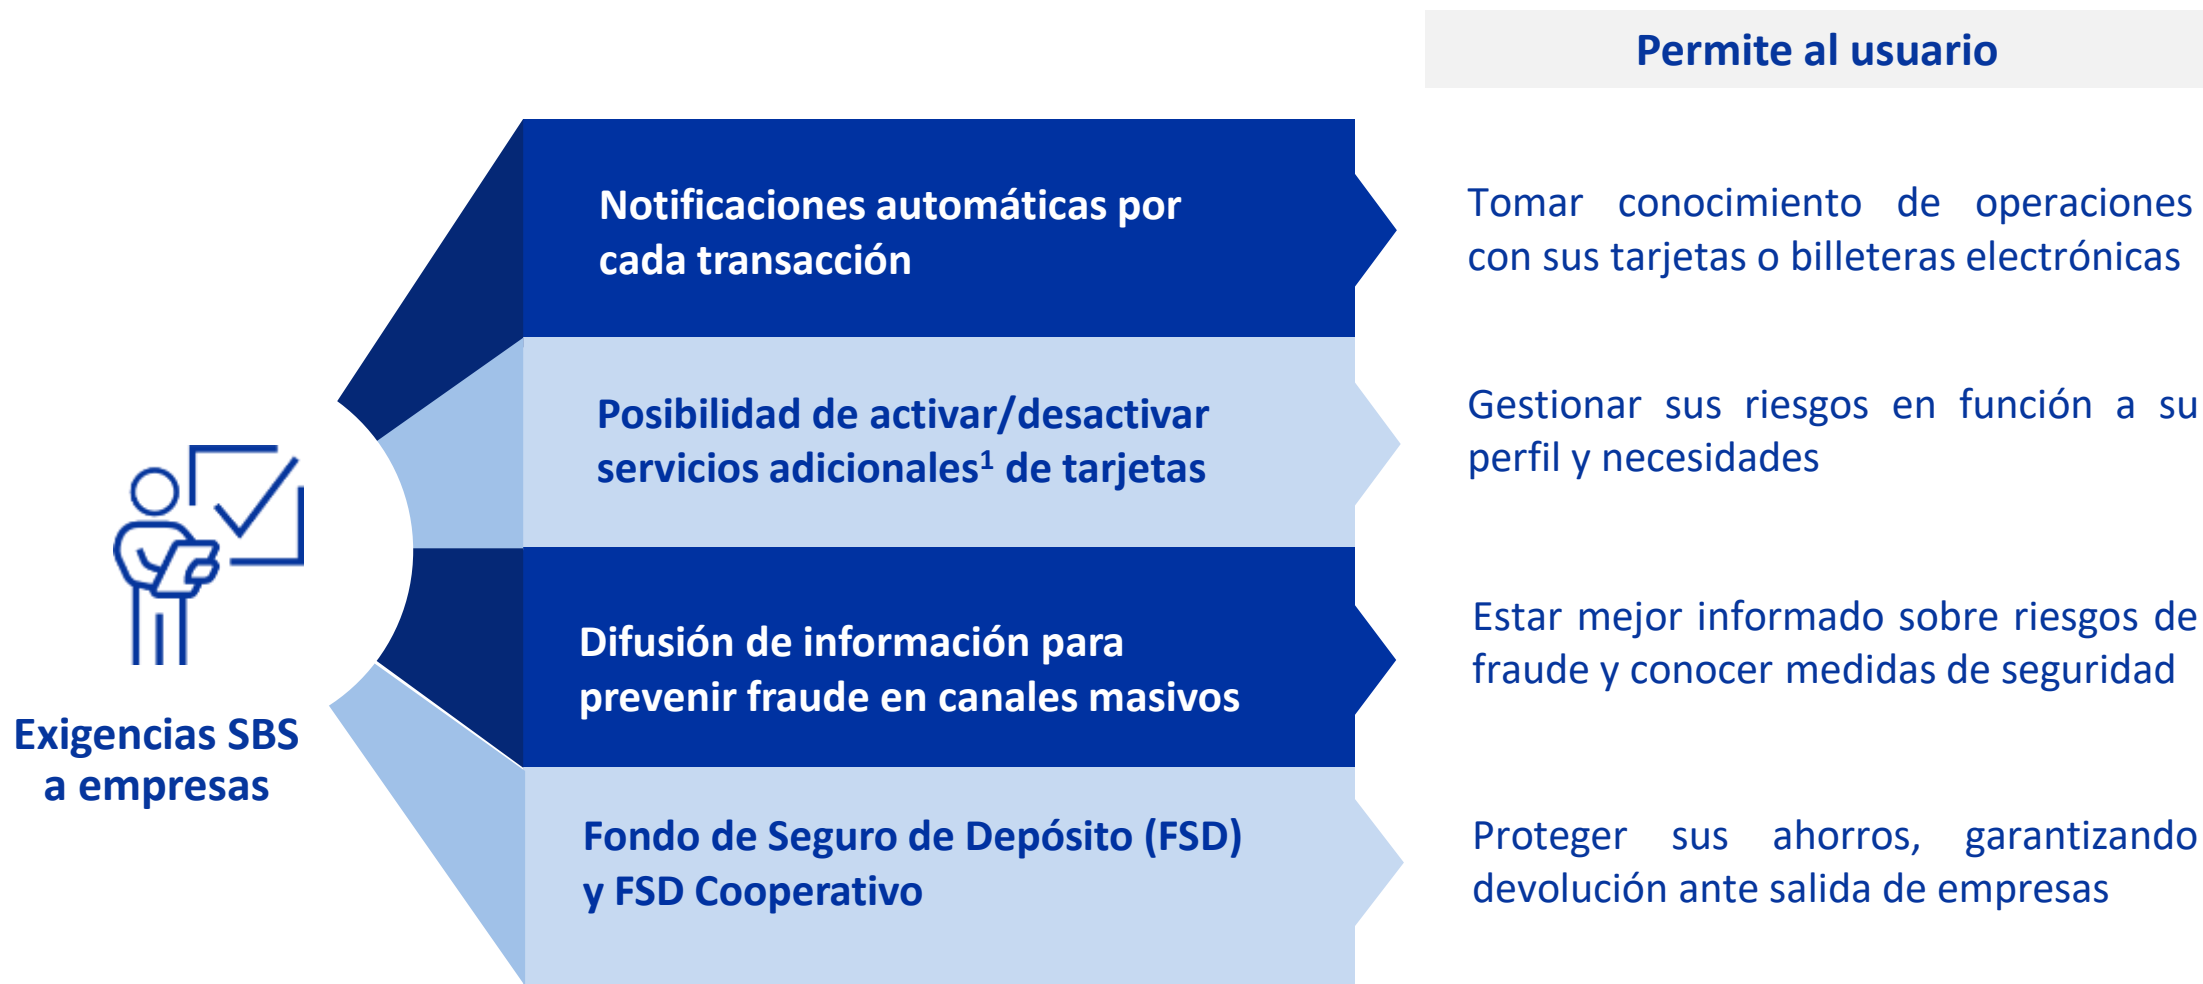 Permite al usuario
Exigencias SBS
a empresas
Notificaciones automáticas por
cada transacción
Tomar conocimiento de operaciones
con sus tarjetas o billeteras electrónicas
Posibilidad de activar/desactivar
servicios adicionales¹ de tarjetas
Gestionar sus riesgos en función a su
perfil y necesidades
Difusión de información para
prevenir fraude en canales masivos
Estar mejor informado sobre riesgos de
fraude y conocer medidas de seguridad
Fondo de Seguro de Depósito (FSD)
y FSD Cooperativo
Proteger sus ahorros, garantizando
devolución ante salida de empresas